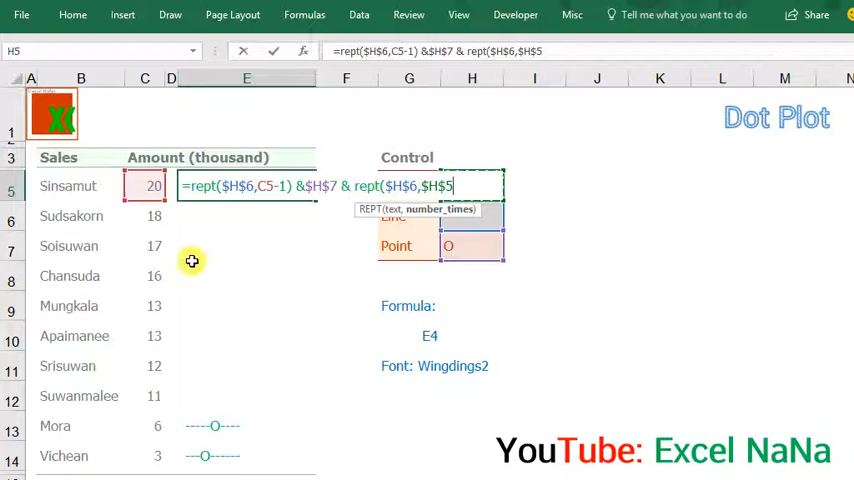 File Home Insert Draw Page Layout Formulas Data Review View Developer Misc Tell me what you want to do Share
H5 =rept($H$6,C5-1) &$H$7 & rept($H$6,$H$5
A B C D E F G H I J K L M
1 Dot Plot
2
3 Sales Amount (thousand) Control
5 Sinsamut 20 =rept($H$6,C5-1) &$H$7 & rept($H$6,$H$5
REPT(text, number_times)
6 Sudsakorn 18 Line
7 Soisuwan 17 Point O
8 Chansuda 16
9 Mungkala 13 Formula:
10 Apaimanee 13 E4
11 Srisuwan 12 Font: Wingdings2
12 Suwanmalee 11
13 Mora 6 -----O----
14 Vichean 3 ---O------
YouTube: Excel NaNa